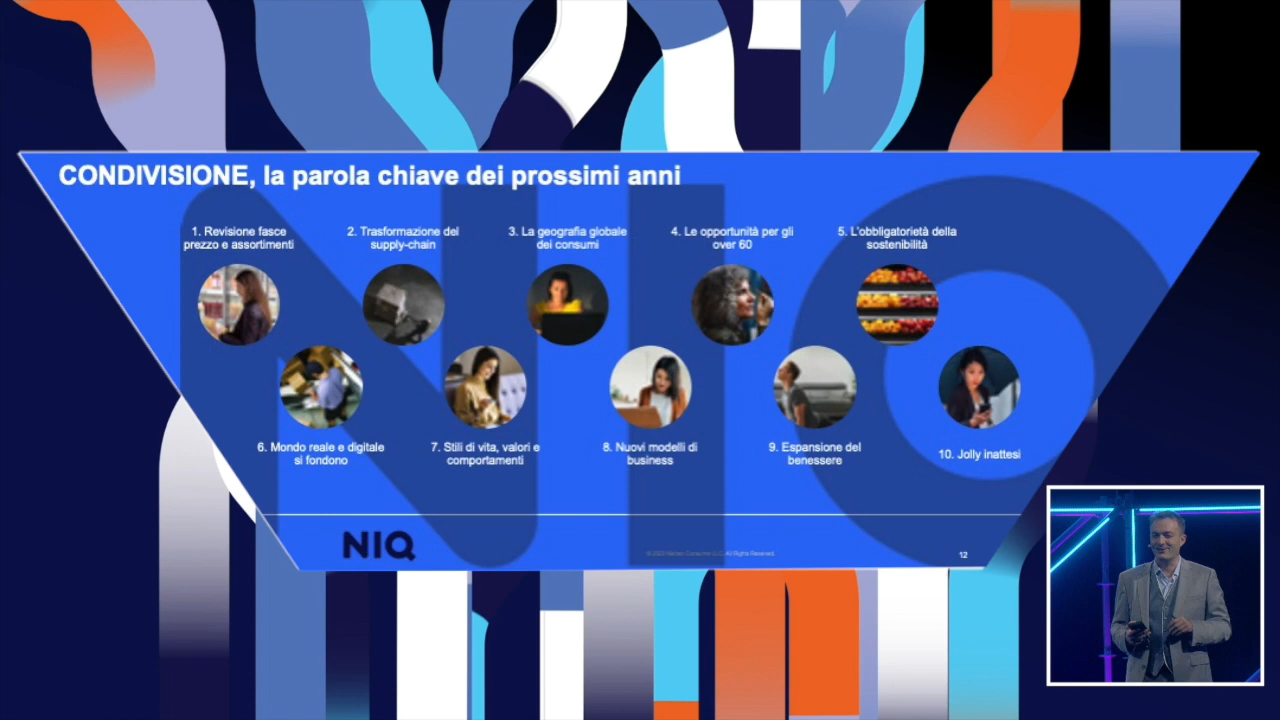 CONDIVISIONE, la parola chiave dei prossimi anni
1. Revisione fasce
prezzo e assortimenti
2. Trasformazione del
supply-chain
3. La geografia globale
dei consumi
4. Le opportunità per gli
over 60
5. L'obbligatorietà della
sostenibilità
6. Mondo reale e digitale
si fondono
7. Stili di vita, valori e
comportamenti
8. Nuovi modelli di
business
9. Espansione del
benessere
10. Jolly inattesi
NIQ
NIQ
12